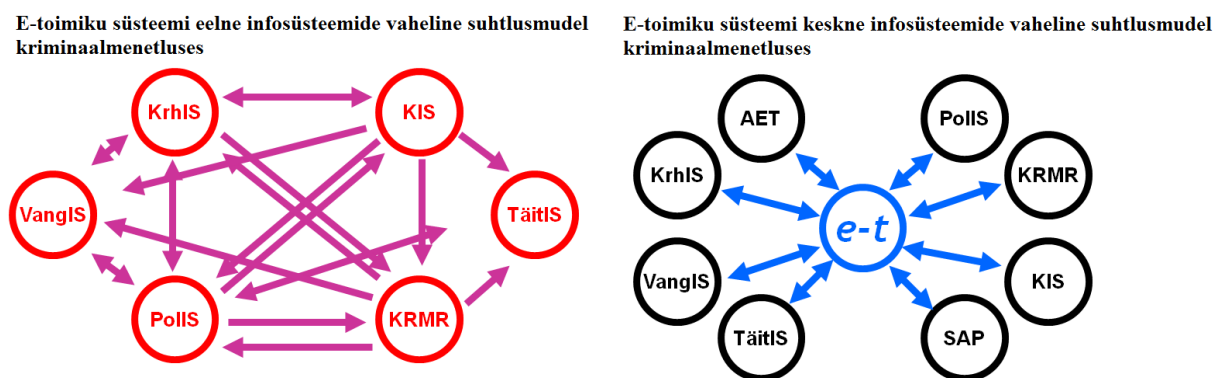 E-toimiku süsteemi eelne infosüsteemide vaheline suhtlusmudel
kriminaalmenetluses
KrhIS
KIS
VangIS
TäitIS
PolIS
KRMR
E-toimiku süsteemi keskne infosüsteemide vaheline suhtlusmudel
kriminaalmenetluses
AET
PolIS
KrhIS
KRMR
e-t
VangIS
KIS
TäitIS
SAP